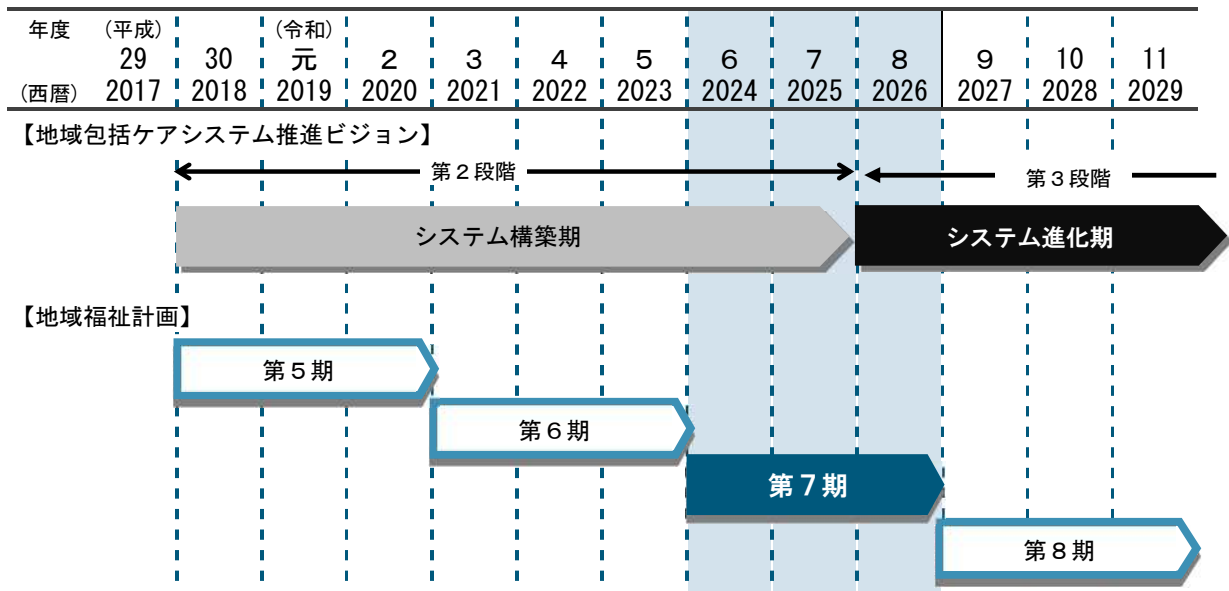 年度 (平成) (令和)
29 30 元 2 3 4 5 6 7 8 9 10 11
(西暦) 2017 2018 2019 2020 2021 2022 2023 2024 2025 2026 2027 2028 2029
【地域包括ケアシステム推進ビジョン】
第2段階 第3段階
システム構築期 システム進化期
【地域福祉計画】
第5期
第6期
第7期
第8期